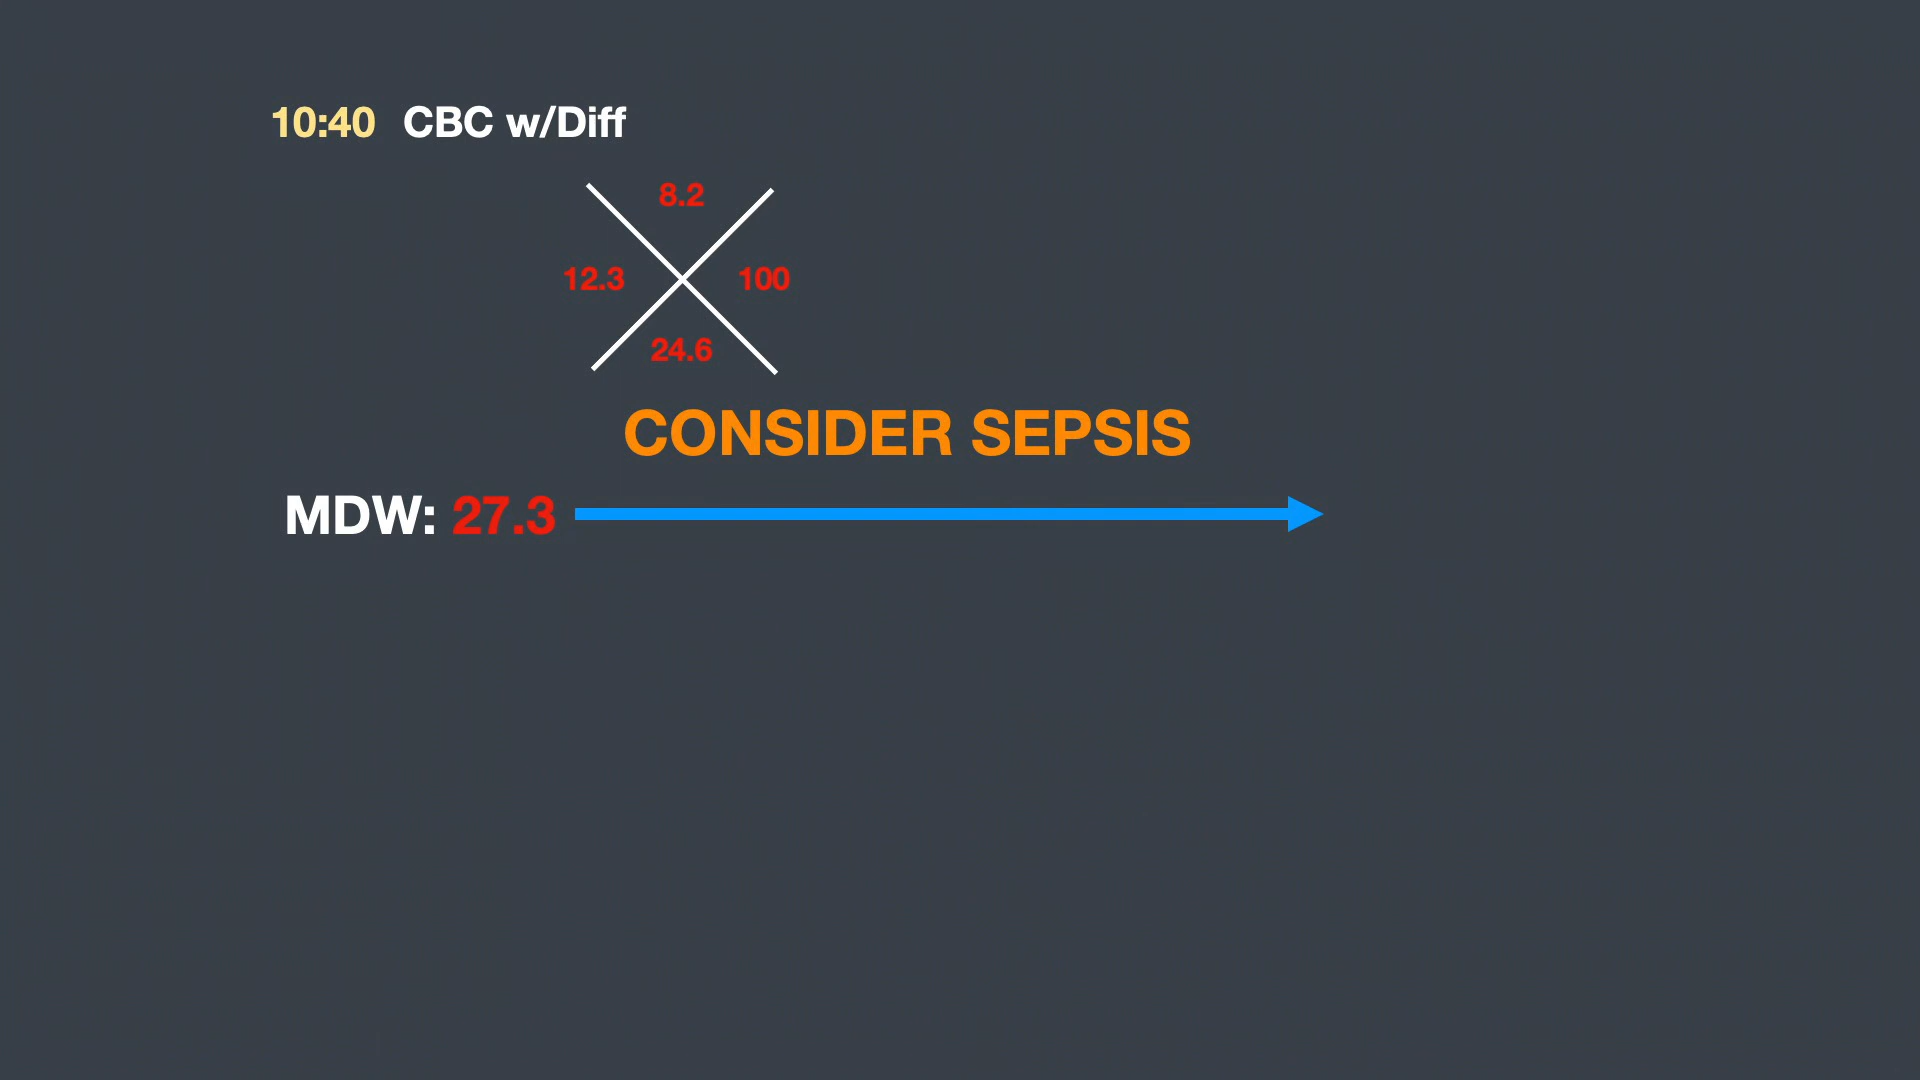 10:40 CBC w/Diff
8.2
12.3 100
24.6
CONSIDER SEPSIS
MDW: 27.3